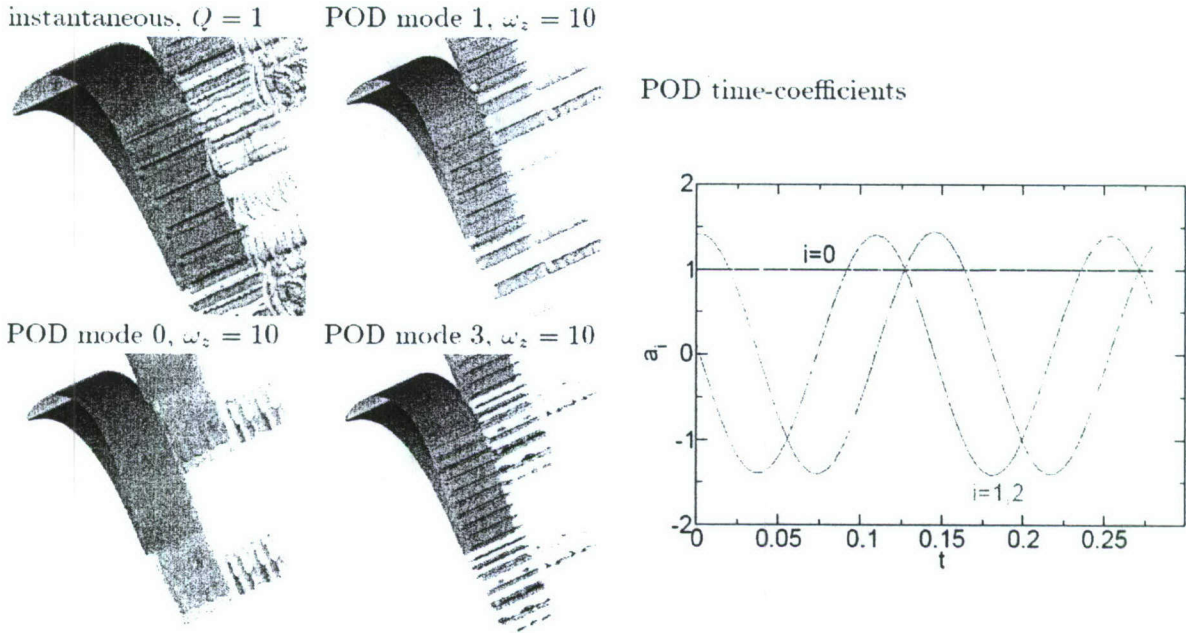 instantaneous, Q = 1
POD mode 1, ω_z = 10
POD mode 0, ω_z = 10
POD mode 3, ω_z = 10
POD time-coefficients
2
1
0
-1
-2
a_i
i=0
i=1,2
0
0.05
0.1
0.15
0.2
0.25
t